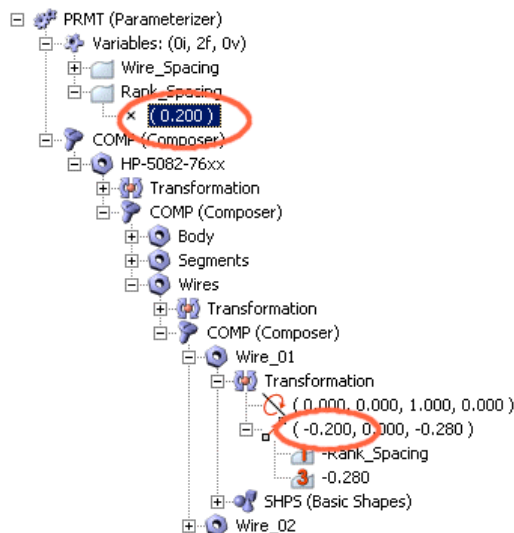 PRMT (Parameterizer)
Variables: (0i, 2f, 0v)
Wire_Spacing
Rank_Spacing
( 0.200 )
COMP (Composer)
HP-5082-76xx
Transformation
COMP (Composer)
Body
Segments
Wires
Transformation
COMP (Composer)
Wire_01
Transformation
( 0.000, 0.000, 1.000, 0.000 )
( -0.200, 0.000, -0.280 )
1 -Rank_Spacing
3 -0.280
SHPS (Basic Shapes)
Wire_02